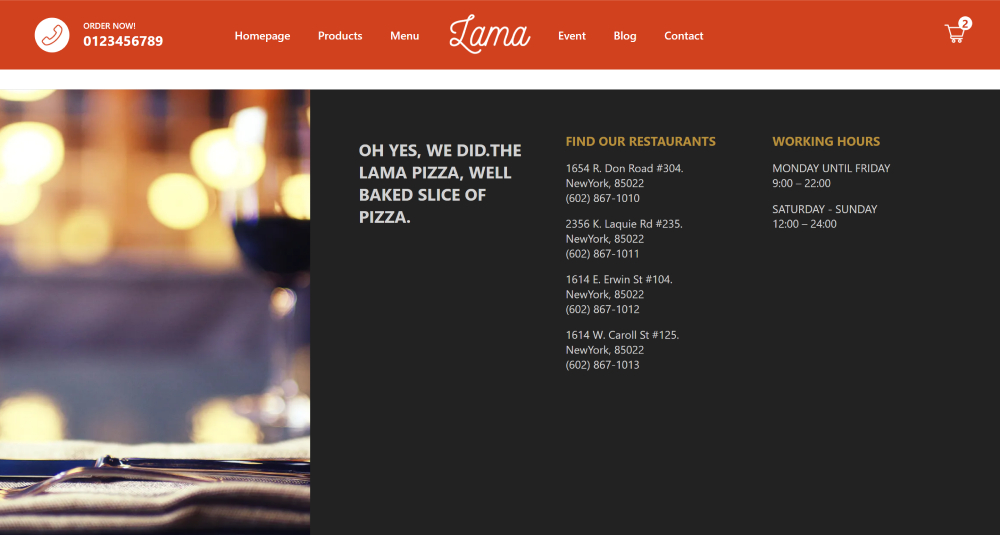 ORDER NOW!
0123456789
Homepage
Products
Menu
Lama
Event
Blog
Contact
2
OH YES, WE DID.THE
LAMA PIZZA, WELL
BAKED SLICE OF
PIZZA.
FIND OUR RESTAURANTS
1654 R. Don Road #304.
NewYork, 85022
(602) 867-1010
2356 K. Laquie Rd #235.
NewYork, 85022
(602) 867-1011
1614 E. Erwin St #104.
NewYork, 85022
(602) 867-1012
1614 W. Caroll St #125.
NewYork, 85022
(602) 867-1013
WORKING HOURS
MONDAY UNTIL FRIDAY
9:00 – 22:00
SATURDAY - SUNDAY
12:00 – 24:00